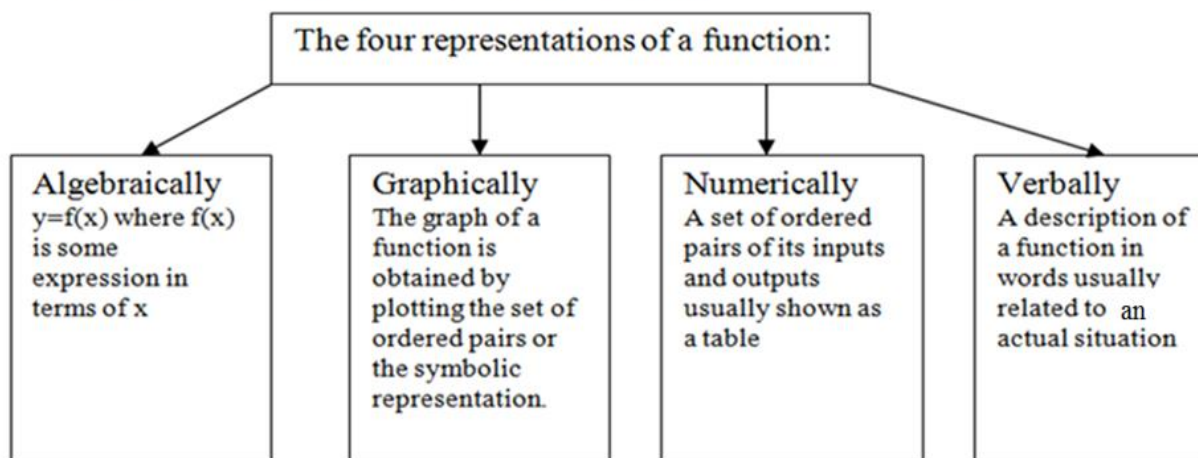 The four representations of a function:
Algebraically
y=f(x) where f(x)
is some
expression in
terms of x
Graphically
The graph of a
function is
obtained by
plotting the set of
ordered pairs or
the symbolic
representation.
Numerically
A set of ordered
pairs of its inputs
and outputs
usually shown as
a table
Verbally
A description of
a function in
words usually
related to an
actual situation